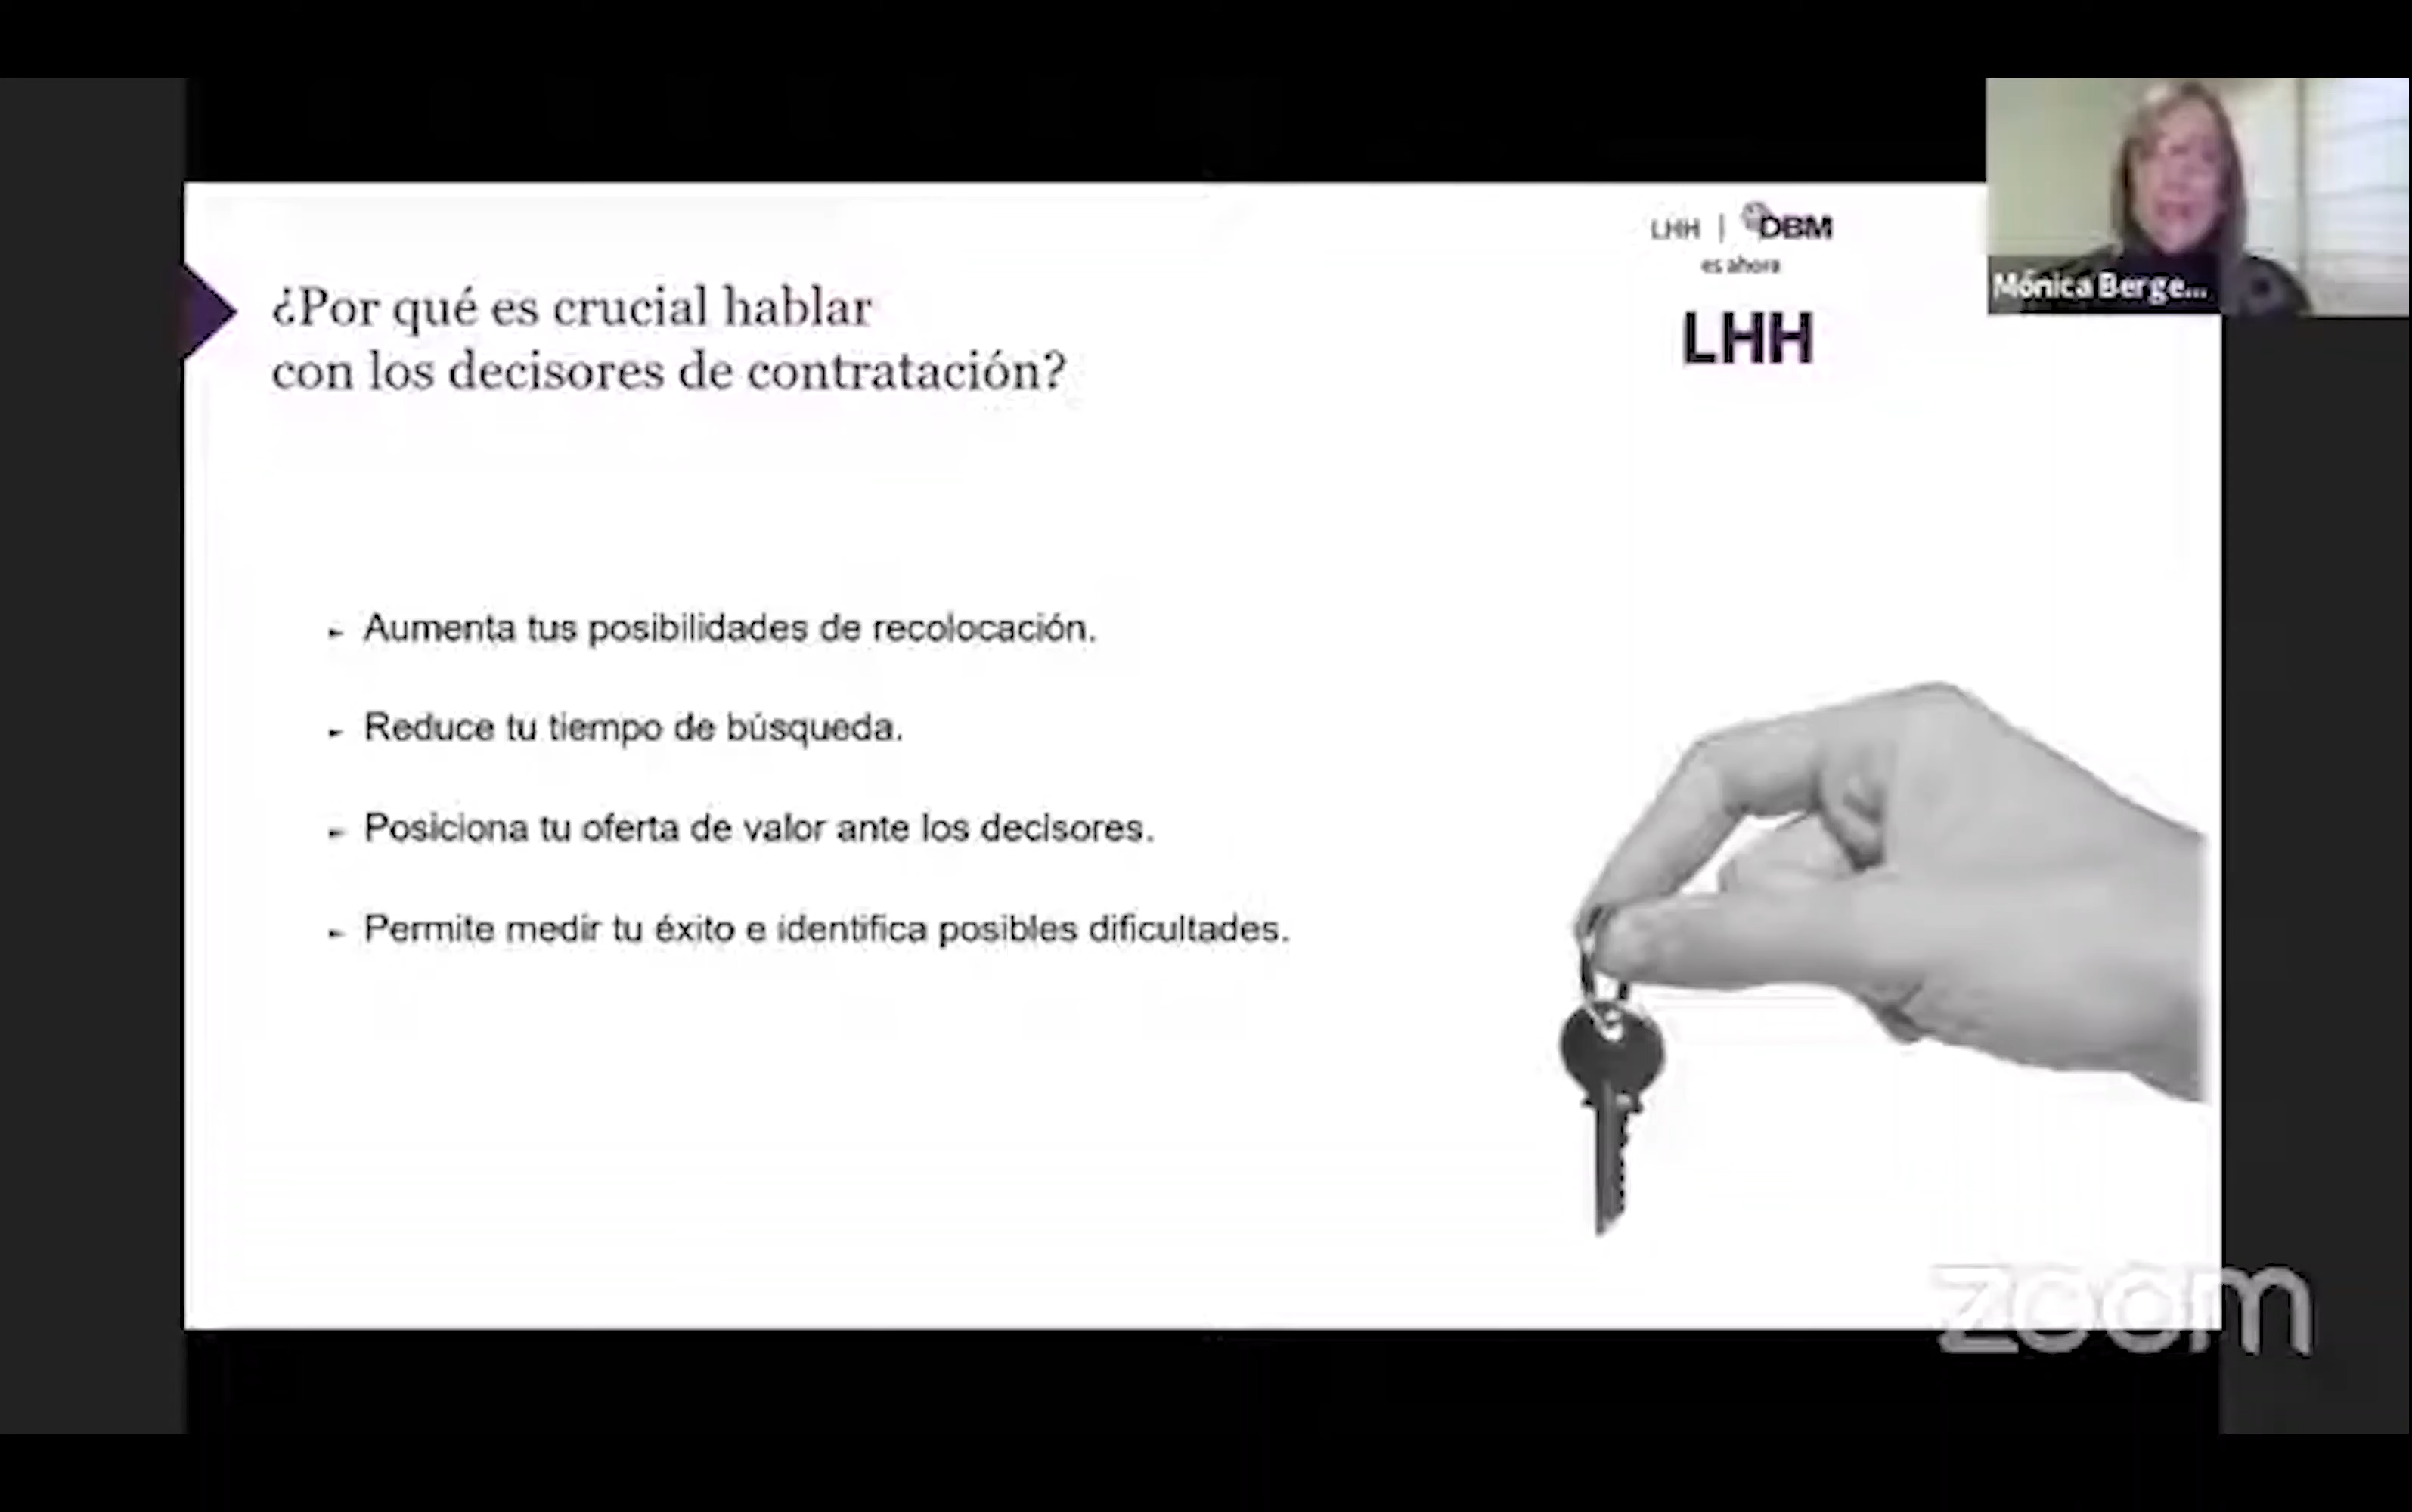 LHH | DBM
es ahora
LHH
Mónica Berge...
¿Por qué es crucial hablar
con los decisores de contratación?
► Aumenta tus posibilidades de recolocación.
► Reduce tu tiempo de búsqueda.
► Posiciona tu oferta de valor ante los decisores.
► Permite medir tu éxito e identifica posibles dificultades.
zoom